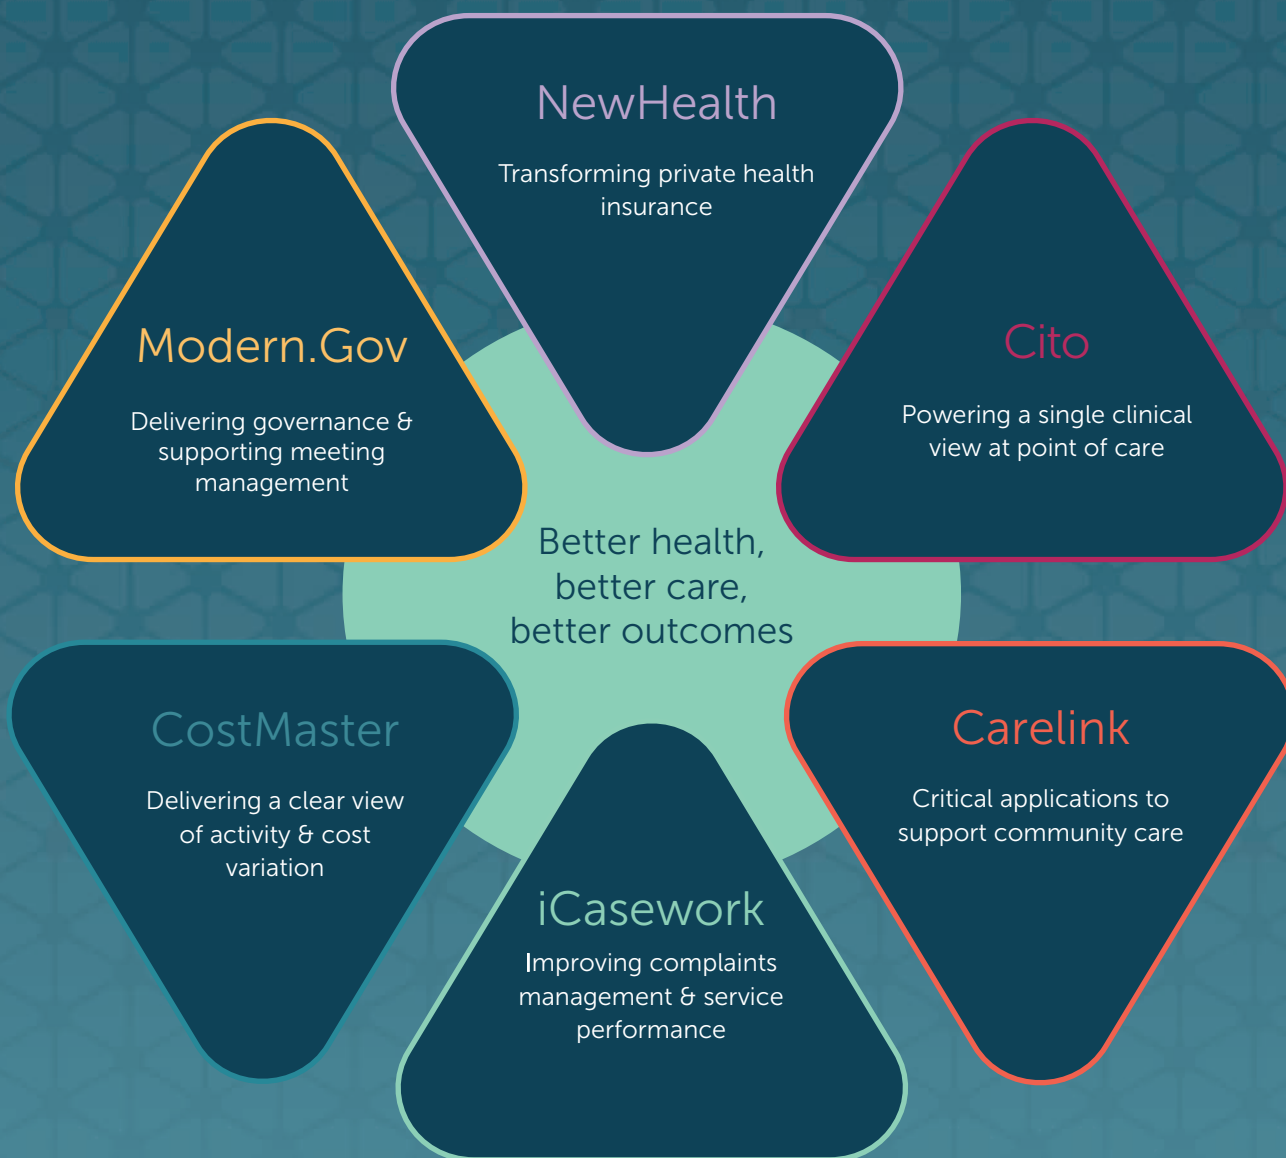 NewHealth
Transforming private health
insurance
Modern.Gov
Delivering governance &
supporting meeting
management
Cito
Powering a single clinical
view at point of care
Better health,
better care,
better outcomes
CostMaster
Delivering a clear view
of activity & cost
variation
Carelink
Critical applications to
support community care
iCasework
Improving complaints
management & service
performance